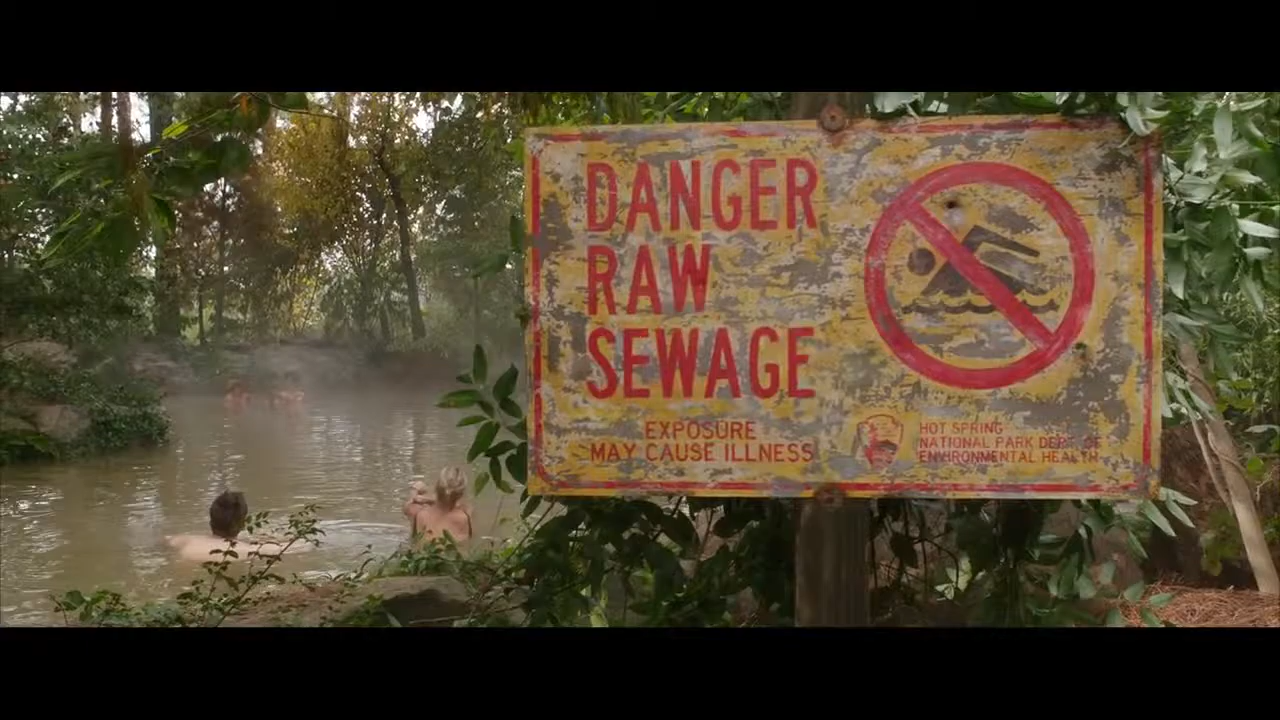 DANGER
RAW
SEWAGE
EXPOSURE
MAY CAUSE ILLNESS
HOT SPRING
NATIONAL PARK DEPT. OF
ENVIRONMENTAL HEALTH